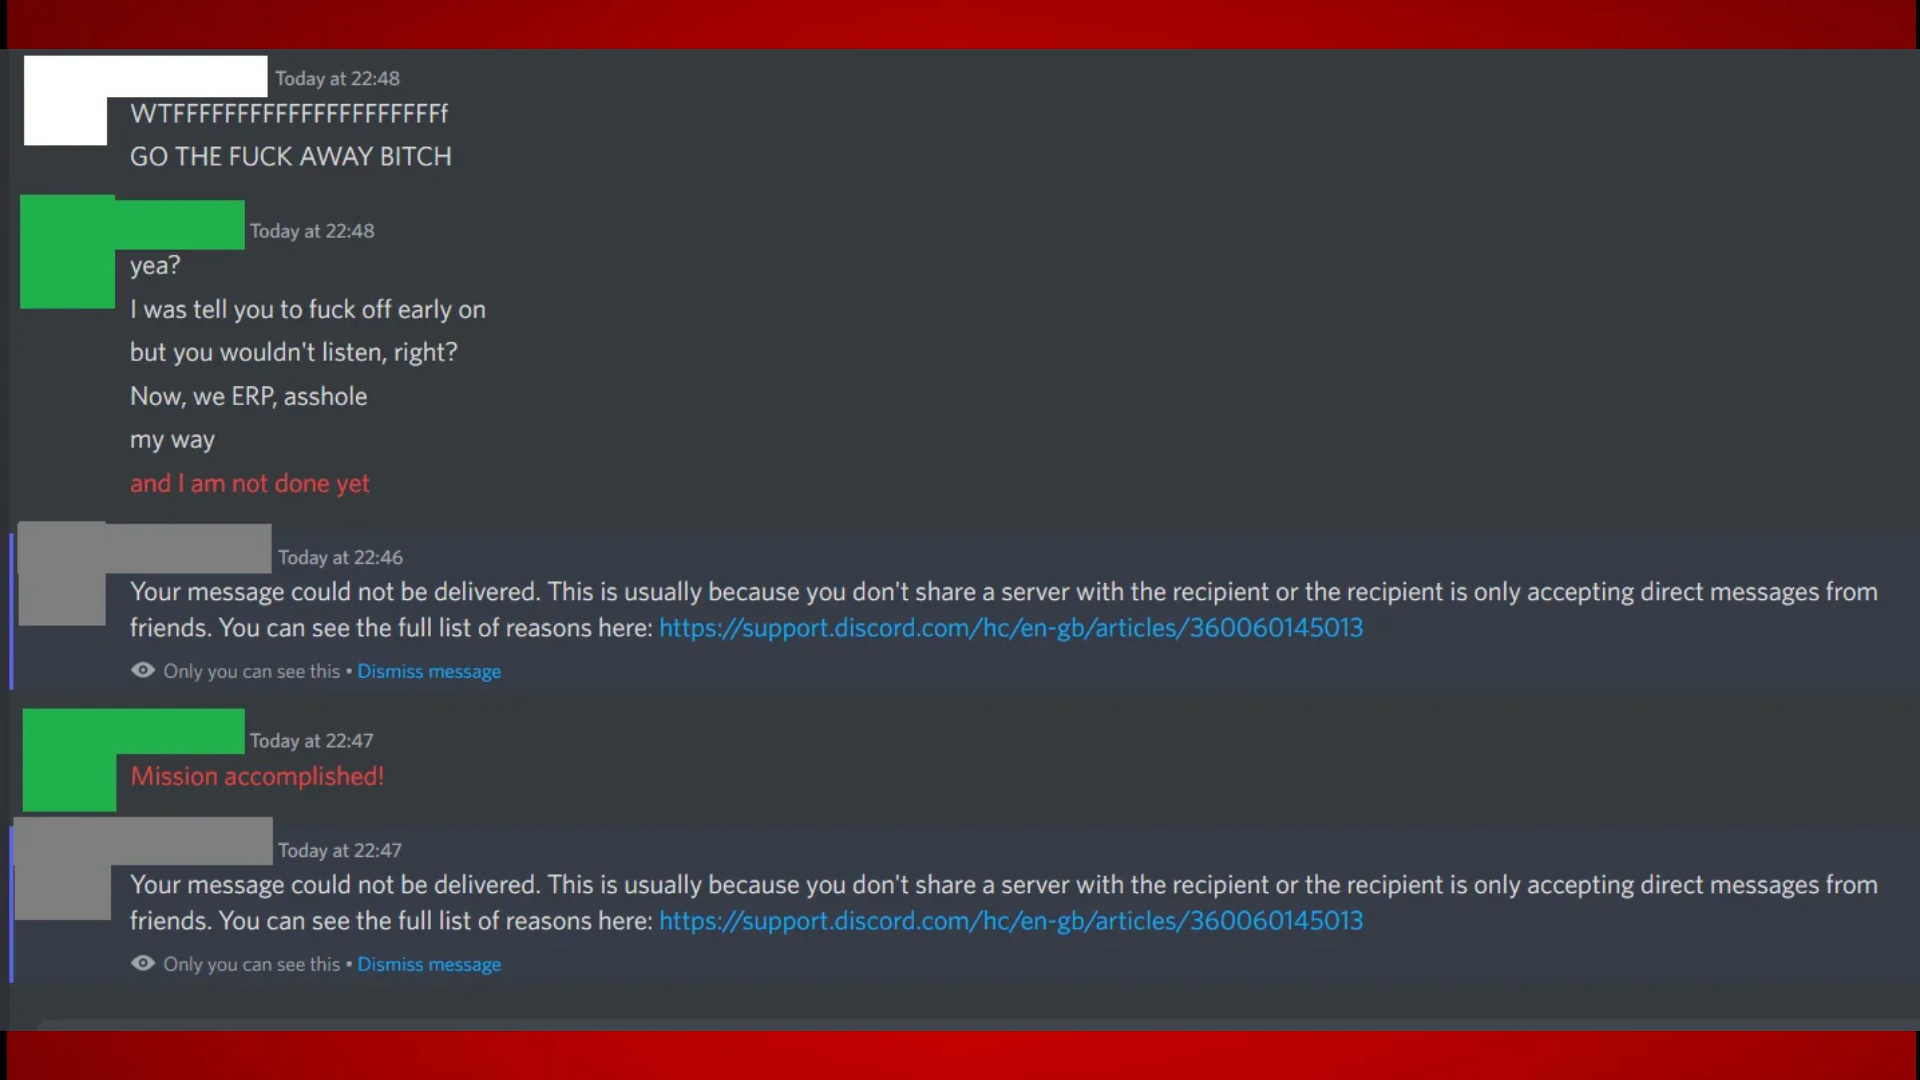 Today at 22:48
WTFFFFFFFFFFFFFFFFFFFFFf
GO THE FUCK AWAY BITCH
Today at 22:48
yea?
I was tell you to fuck off early on
but you wouldn't listen, right?
Now, we ERP, asshole
my way
and I am not done yet
Today at 22:46
Your message could not be delivered. This is usually because you don't share a server with the recipient or the recipient is only accepting direct messages from
friends. You can see the full list of reasons here: https://support.discord.com/hc/en-gb/articles/360060145013
Only you can see this • Dismiss message
Today at 22:47
Mission accomplished!
Today at 22:47
Your message could not be delivered. This is usually because you don't share a server with the recipient or the recipient is only accepting direct messages from
friends. You can see the full list of reasons here: https://support.discord.com/hc/en-gb/articles/360060145013
Only you can see this • Dismiss message